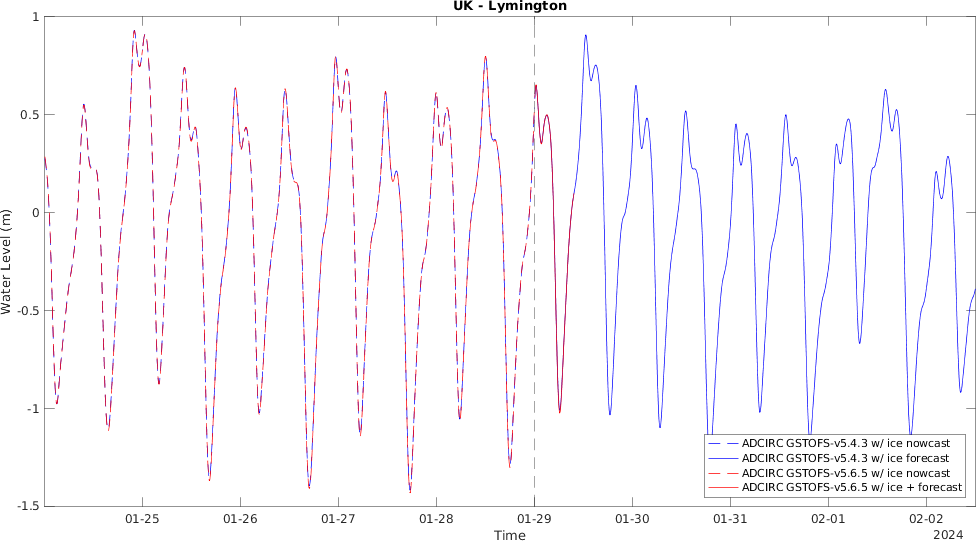 UK - Lymington
1
0.5
0
-0.5
-1
-1.5
Water Level (m)
01-25
01-26
01-27
01-28
01-29
01-30
01-31
02-01
02-02
Time
2024
ADCIRC GSTOFS-v5.4.3 w/ ice nowcast
ADCIRC GSTOFS-v5.4.3 w/ ice forecast
ADCIRC GSTOFS-v5.6.5 w/ ice nowcast
ADCIRC GSTOFS-v5.6.5 w/ ice + forecast